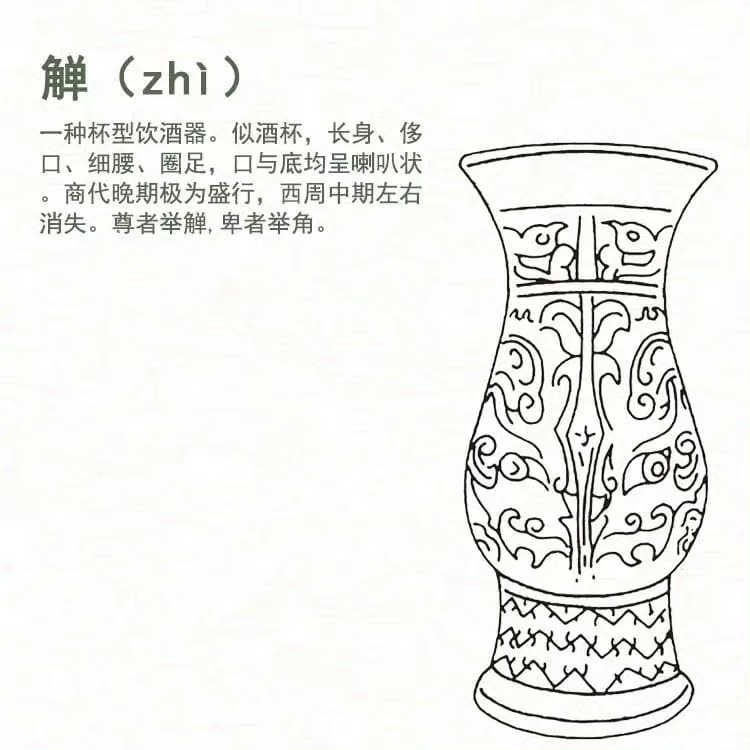 觯（zhì）
一种杯型饮酒器。似酒杯，长身、侈
口、细腰、圈足，口与底均呈喇叭状
。商代晚期极为盛行，西周中期左右
消失。尊者举觯,卑者举角。